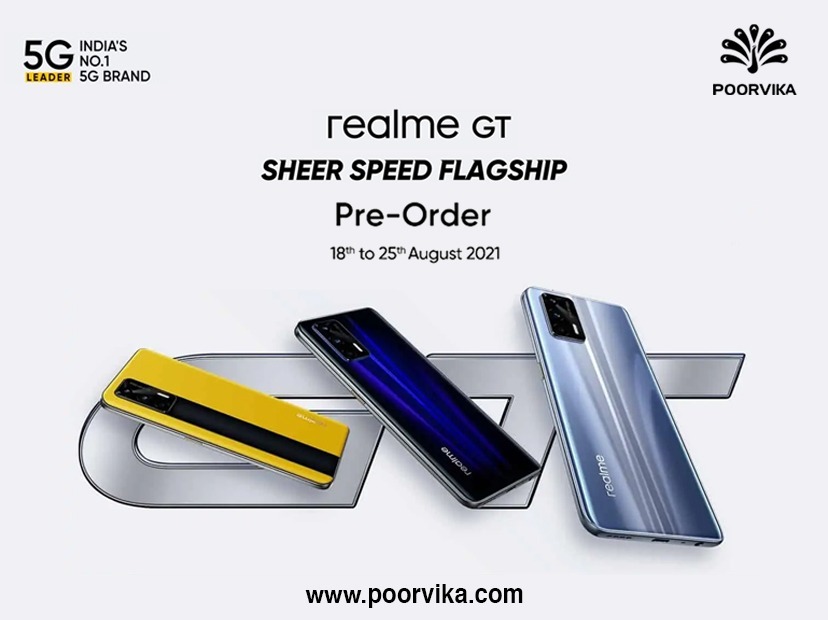 5G
LEADER
INDIA'S
NO.1
5G BRAND
POORVIKA
realme GT
SHEER SPEED FLAGSHIP
Pre-Order
18th to 25th August 2021
realme
realme
realme
www.poorvika.com